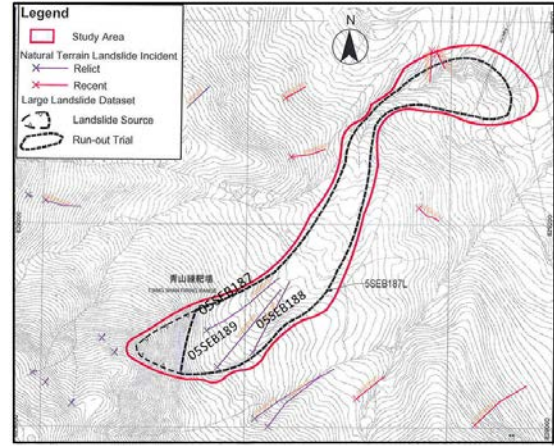 Legend
Study Area
Natural Terrain Landslide Incident
Relict
Recent
Large Landslide Dataset
Landslide Source
Run-out Trial
N
青山練靶場
TSING SHAN FIRING RANGE
05SEB187
05SEB189
05SEB188
5SEB187L